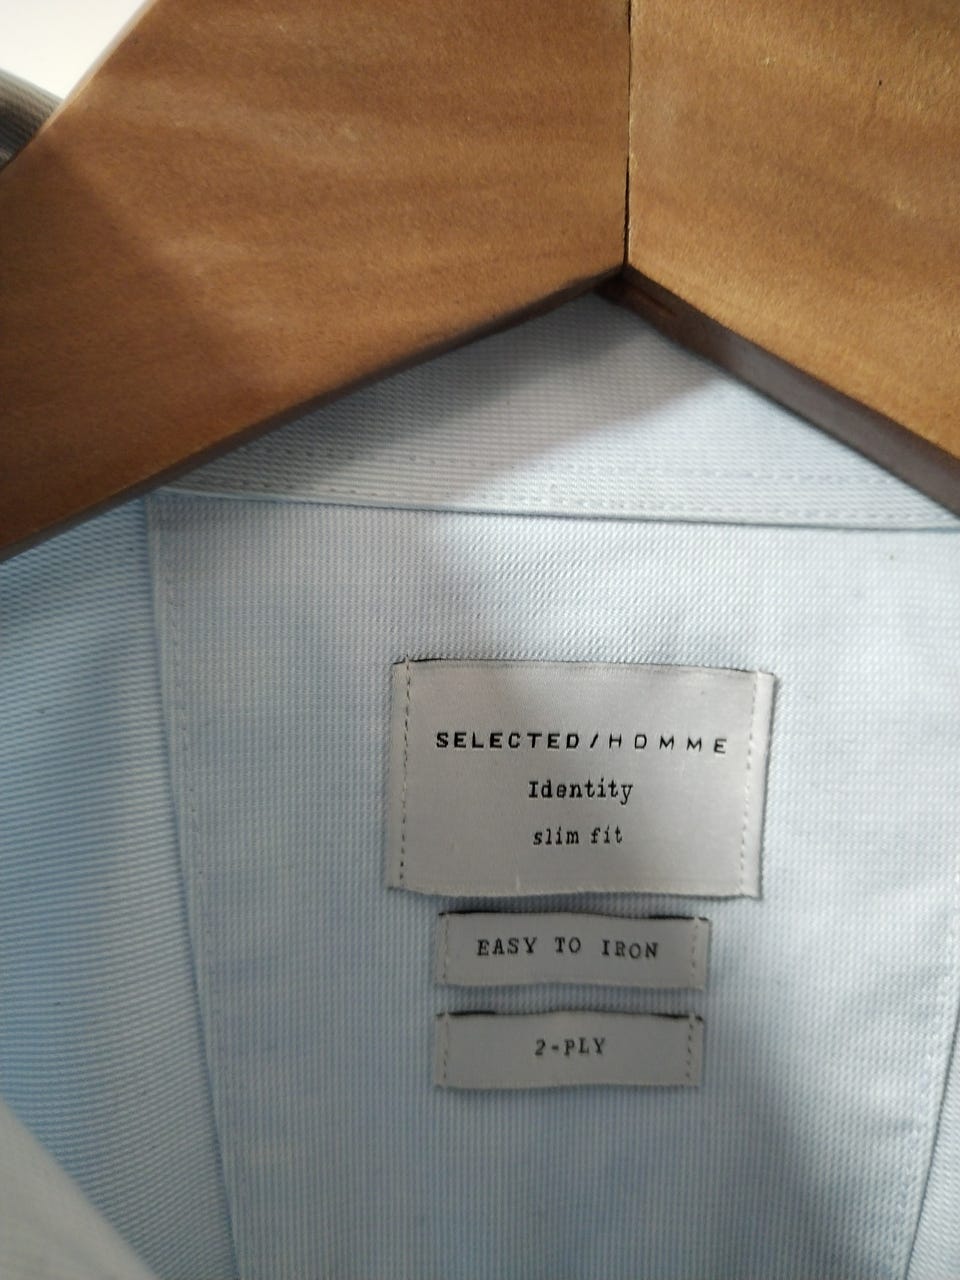 SELECTED/HOMME
Identity
slim fit
EASY TO IRON
2-PLY